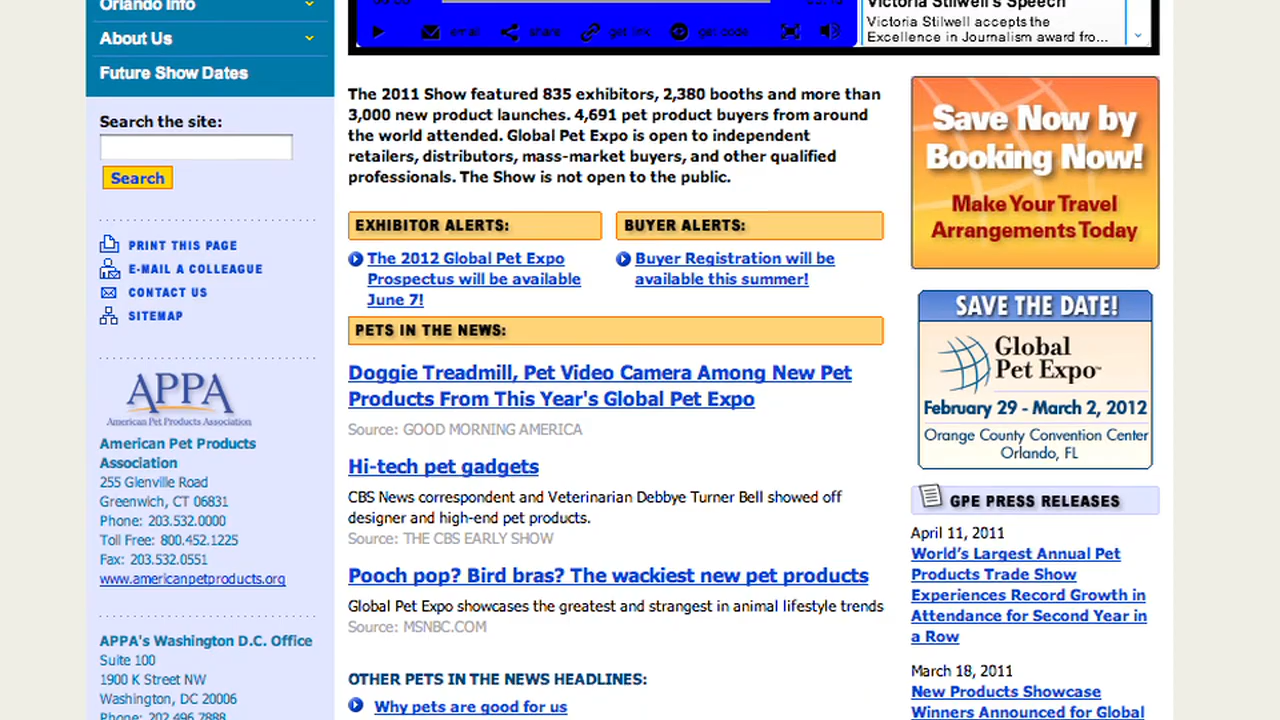 Orlando Info
About Us
Future Show Dates
Search the site:
Search
PRINT THIS PAGE
E-MAIL A COLLEAGUE
CONTACT US
SITEMAP
APPA
American Pet Products Association
American Pet Products
Association
255 Glenville Road
Greenwich, CT 06831
Phone: 203.532.0000
Toll Free: 800.452.1225
Fax: 203.532.0551
www.americanpetproducts.org
APPA's Washington D.C. Office
Suite 100
1900 K Street NW
Washington, DC 20006
Phone: 202.496.7888
email share get link get code
Victoria Stilwell's Speech
Victoria Stilwell accepts the
Excellence in Journalism award fro...
The 2011 Show featured 835 exhibitors, 2,380 booths and more than
3,000 new product launches. 4,691 pet product buyers from around
the world attended. Global Pet Expo is open to independent
retailers, distributors, mass-market buyers, and other qualified
professionals. The Show is not open to the public.
EXHIBITOR ALERTS:
The 2012 Global Pet Expo
Prospectus will be available
June 7!
BUYER ALERTS:
Buyer Registration will be
available this summer!
PETS IN THE NEWS:
Doggie Treadmill, Pet Video Camera Among New Pet
Products From This Year's Global Pet Expo
Source: GOOD MORNING AMERICA
Hi-tech pet gadgets
CBS News correspondent and Veterinarian Debbye Turner Bell showed off
designer and high-end pet products.
Source: THE CBS EARLY SHOW
Pooch pop? Bird bras? The wackiest new pet products
Global Pet Expo showcases the greatest and strangest in animal lifestyle trends
Source: MSNBC.COM
OTHER PETS IN THE NEWS HEADLINES:
Why pets are good for us
Save Now by
Booking Now!
Make Your Travel
Arrangements Today
SAVE THE DATE!
Global
Pet Expo™
February 29 - March 2, 2012
Orange County Convention Center
Orlando, FL
GPE PRESS RELEASES
April 11, 2011
World's Largest Annual Pet
Products Trade Show
Experiences Record Growth in
Attendance for Second Year in
a Row
March 18, 2011
New Products Showcase
Winners Announced for Global